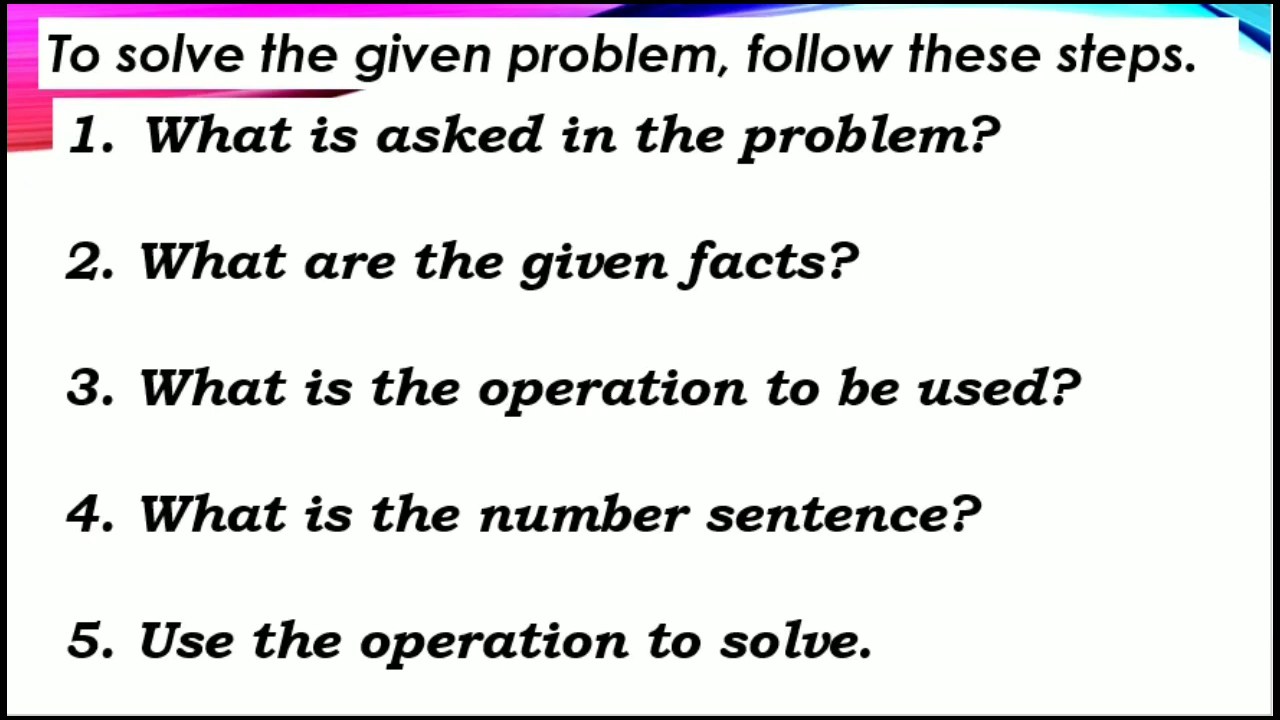 To solve the given problem, follow these steps.
1. What is asked in the problem?
2. What are the given facts?
3. What is the operation to be used?
4. What is the number sentence?
5. Use the operation to solve.